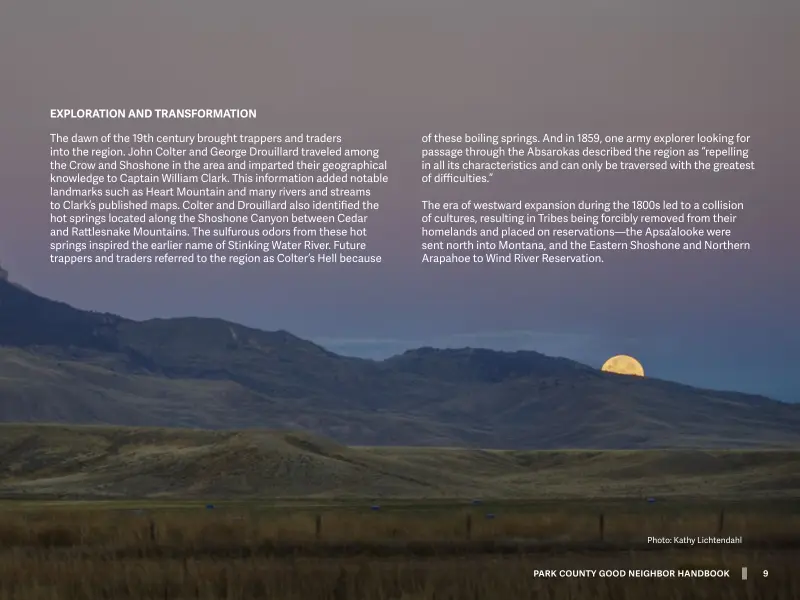 EXPLORATION AND TRANSFORMATION
The dawn of the 19th century brought trappers and traders
into the region. John Colter and George Drouillard traveled among
the Crow and Shoshone in the area and imparted their geographical
knowledge to Captain William Clark. This information added notable
landmarks such as Heart Mountain and many rivers and streams
to Clark's published maps. Colter and Drouillard also identified the
hot springs located along the Shoshone Canyon between Cedar
and Rattlesnake Mountains. The sulfurous odors from these hot
springs inspired the earlier name of Stinking Water River. Future
trappers and traders referred to the region as Colter's Hell because
of these boiling springs. And in 1859, one army explorer looking for
passage through the Absarokas described the region as "repelling
in all its characteristics and can only be traversed with the greatest
of difficulties."
The era of westward expansion during the 1800s led to a collision
of cultures, resulting in Tribes being forcibly removed from their
homelands and placed on reservations—the Apsa'alooke were
sent north into Montana, and the Eastern Shoshone and Northern
Arapahoe to Wind River Reservation.
Photo: Kathy Lichtendahl
PARK COUNTY GOOD NEIGHBOR HANDBOOK 9